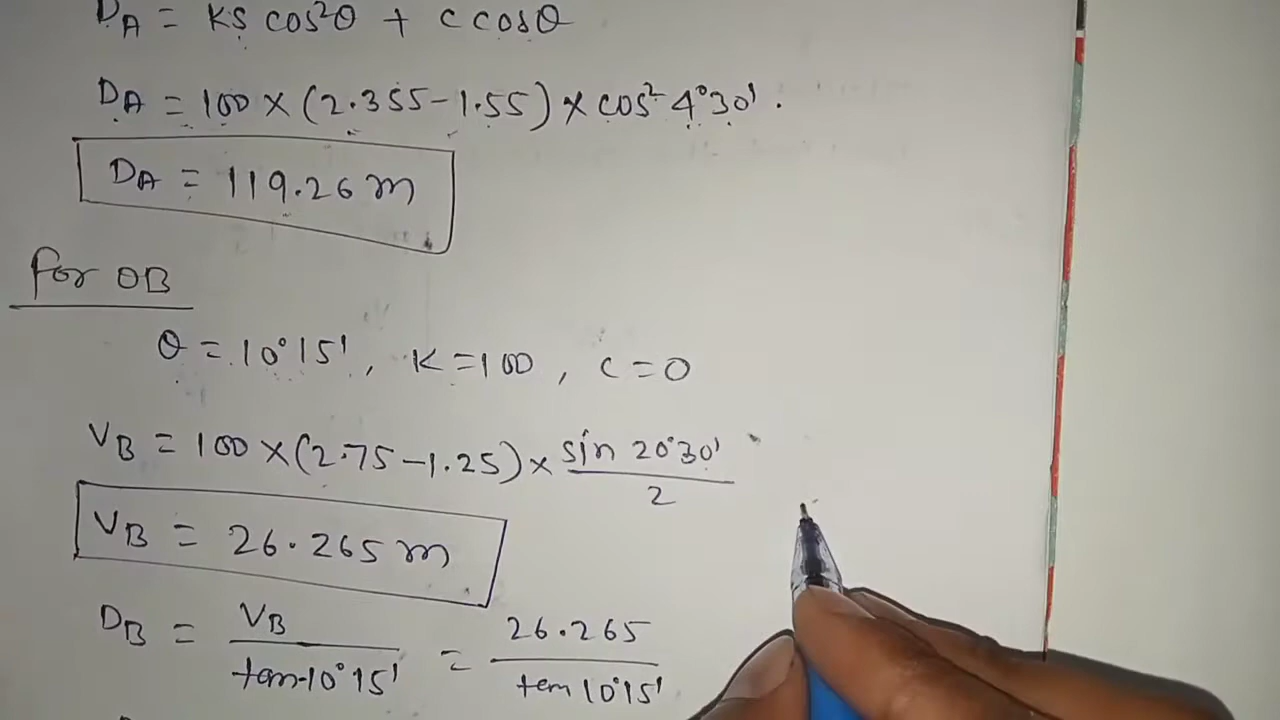 DA = KS cos²θ + c cosθ
DA = 100 × (2.355-1.55) × cos² 4°30'.
DA = 119.26 m
For OB
θ = 10°15', K = 100, c = 0
VB = 100 × (2.75-1.25) × sin 20°30' / 2
VB = 26.265 m
DB = VB / tan 10°15' = 26.265 / tan 10°15'